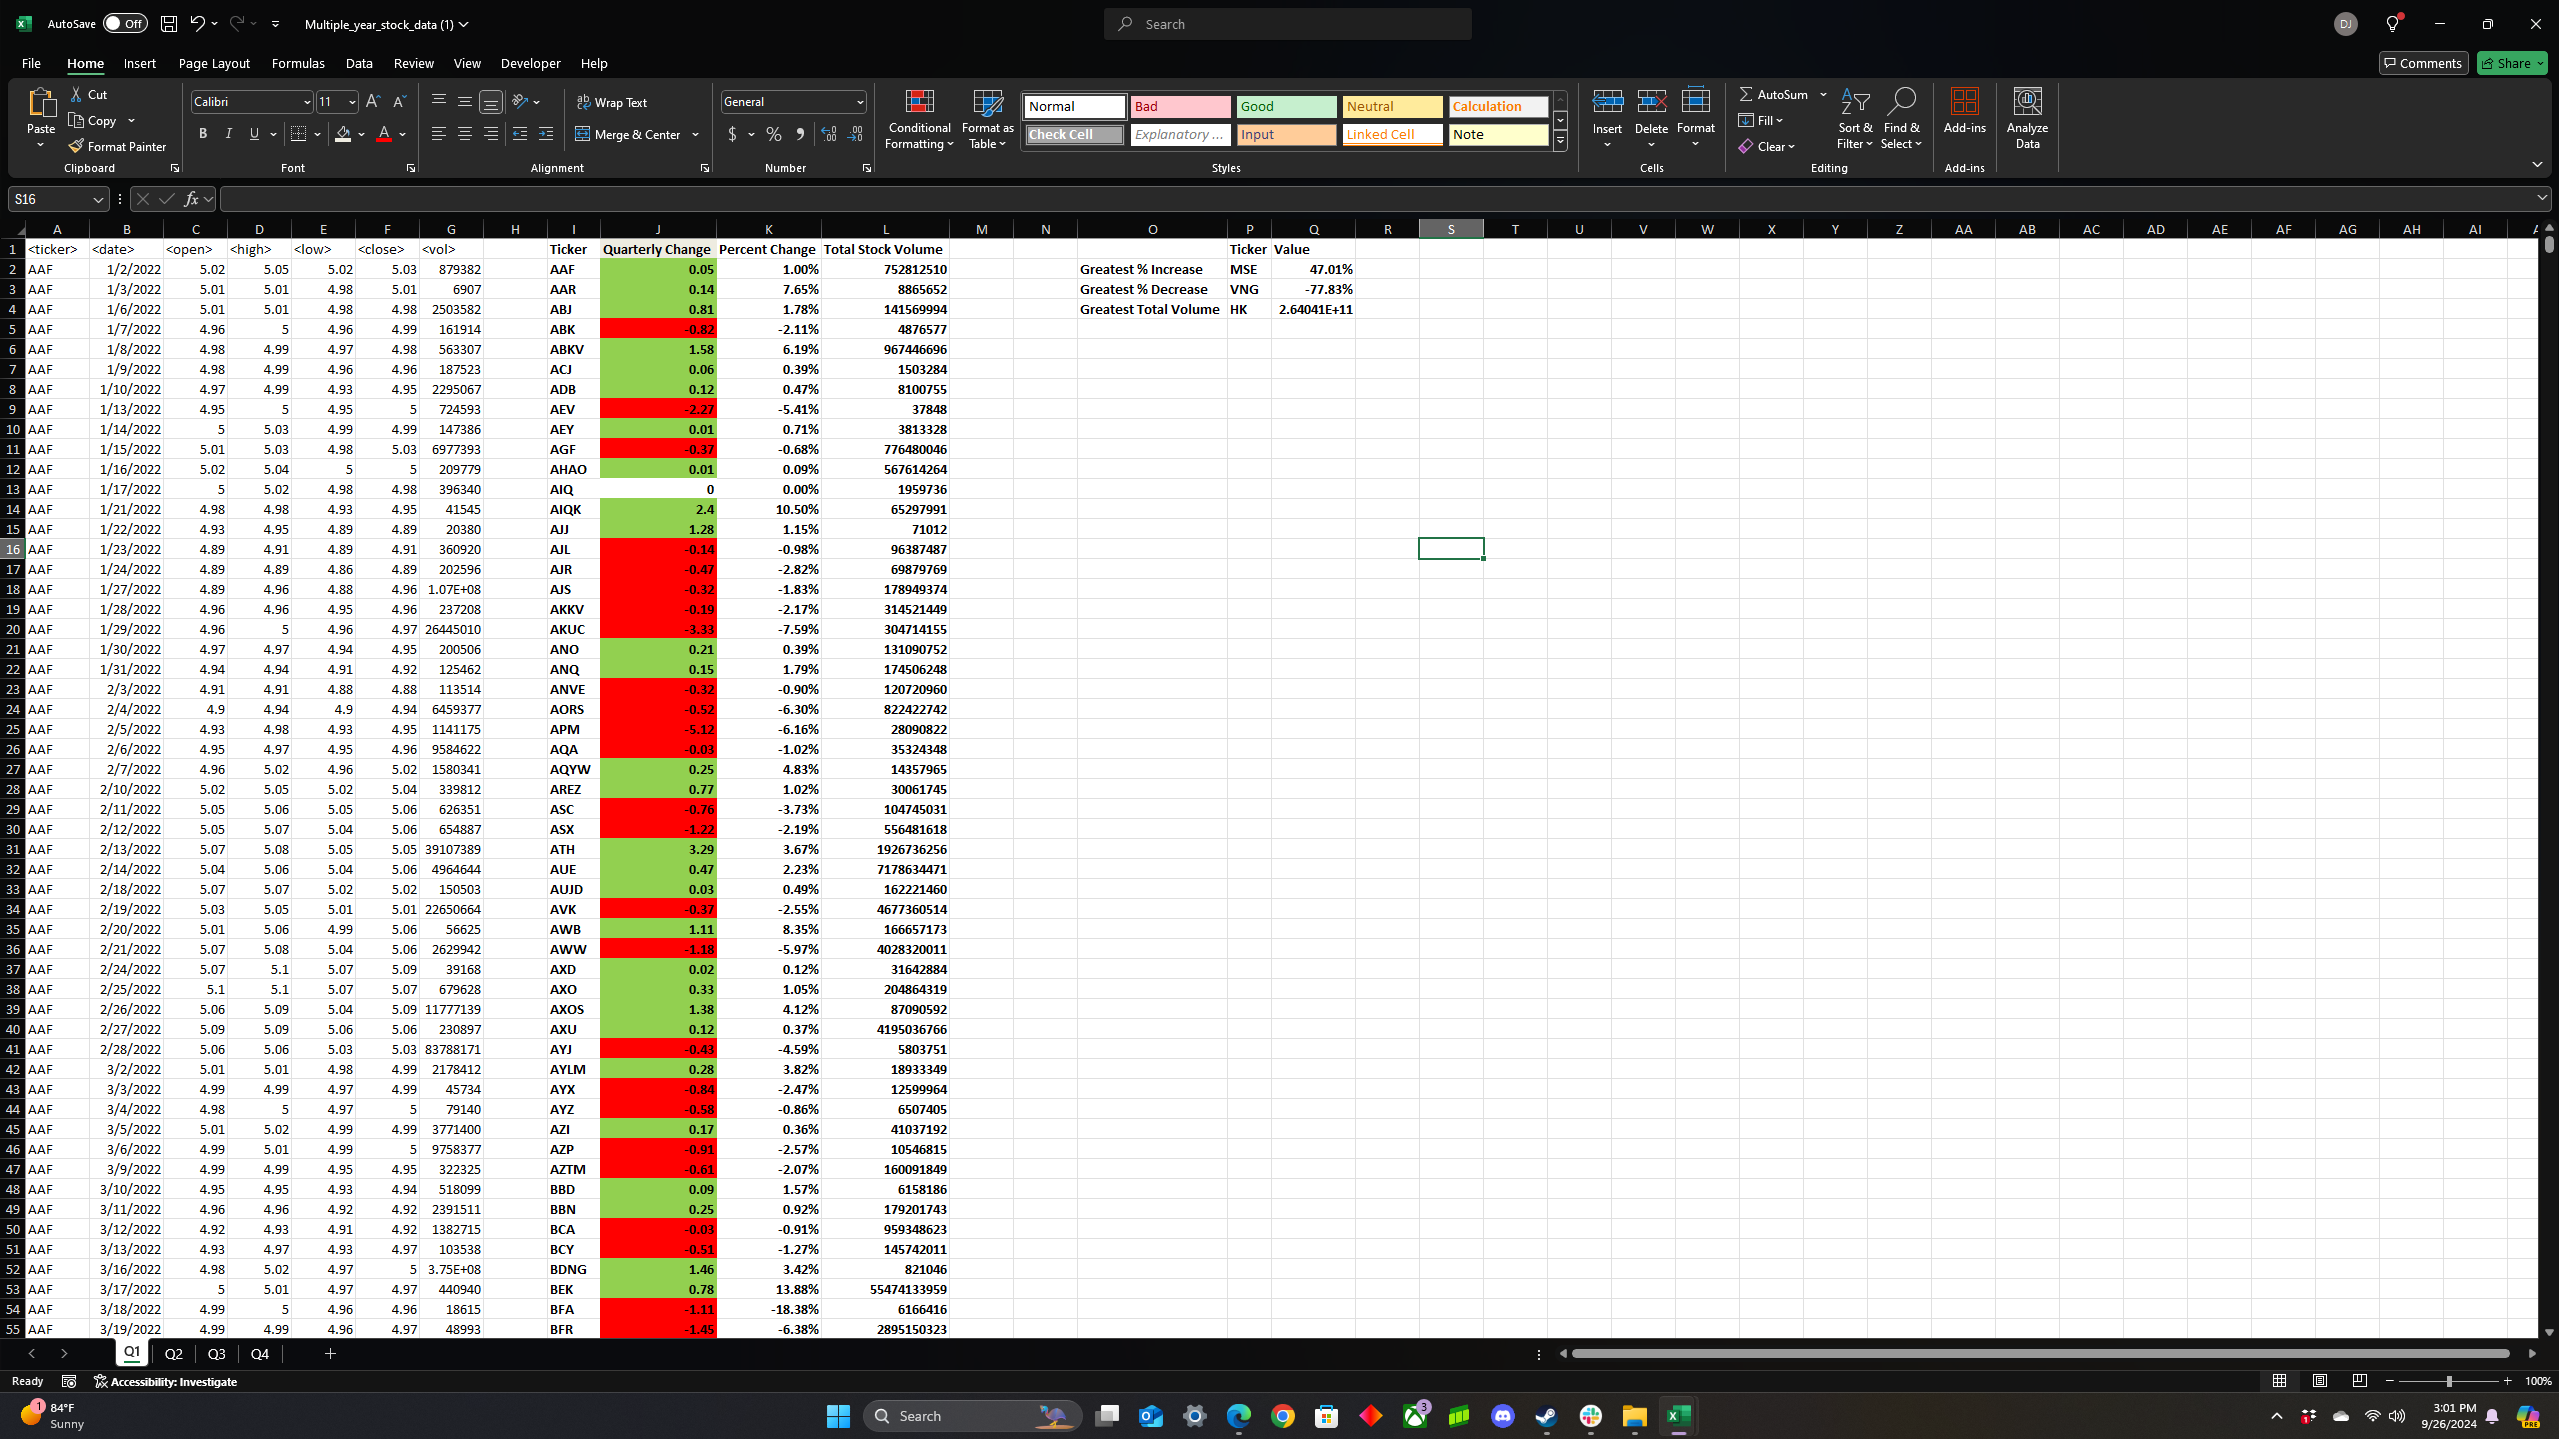 AutoSave Off Multiple_year_stock_data (1) Search DJ
File Home Insert Page Layout Formulas Data Review View Developer Help Comments Share
Paste Cut Copy Format Painter Clipboard
Calibri 11 B I U A Font
Wrap Text Merge & Center Alignment
General $ % Number
Conditional Formatting Format as Table
Normal Bad Good Neutral Calculation
Check Cell Explanatory ... Input Linked Cell Note
Styles
Insert Delete Format Cells
AutoSum Fill Clear Sort & Filter Find & Select Editing
Add-ins Add-ins
Analyze Data
S16 fx
A B C D E F G H I J K L M N O P Q R S T U V W X Y Z AA AB AC AD AE AF AG AH AI
1 <ticker> <date> <open> <high> <low> <close> <vol> Ticker Quarterly Change Percent Change Total Stock Volume Ticker Value
2 AAF 1/2/2022 5.02 5.05 5.02 5.03 879382 AAF 0.05 1.00% 752812510 Greatest % Increase MSE 47.01%
3 AAF 1/3/2022 5.01 5.01 4.98 5.01 6907 AAR 0.14 7.65% 8865652 Greatest % Decrease VNG -77.83%
4 AAF 1/6/2022 5.01 5.01 4.98 4.98 2503582 ABJ 0.81 1.78% 141569994 Greatest Total Volume HK 2.64041E+11
5 AAF 1/7/2022 4.96 5 4.96 4.99 161914 ABK -0.82 -2.11% 4876577
6 AAF 1/8/2022 4.98 4.99 4.97 4.98 563307 ABKV 1.58 6.19% 967446696
7 AAF 1/9/2022 4.98 4.99 4.96 4.96 187523 ACJ 0.06 0.39% 1503284
8 AAF 1/10/2022 4.97 4.99 4.93 4.95 2295067 ADB 0.12 0.47% 8100755
9 AAF 1/13/2022 4.95 5 4.95 5 724593 AEV -2.27 -5.41% 37848
10 AAF 1/14/2022 5 5.03 4.99 4.99 147386 AEY 0.01 0.71% 3813328
11 AAF 1/15/2022 5.01 5.03 4.98 5.03 6977393 AGF -0.37 -0.68% 776480046
12 AAF 1/16/2022 5.02 5.04 5 5 209779 AHAO 0.01 0.09% 567614264
13 AAF 1/17/2022 5 5.02 4.98 4.98 396340 AIQ 0 0.00% 1959736
14 AAF 1/21/2022 4.98 4.98 4.93 4.95 41545 AIQK 2.4 10.50% 65297991
15 AAF 1/22/2022 4.93 4.95 4.89 4.89 20380 AJJ 1.28 1.15% 71012
16 AAF 1/23/2022 4.89 4.91 4.89 4.91 360920 AJL -0.14 -0.98% 96387487
17 AAF 1/24/2022 4.89 4.89 4.86 4.89 202596 AJR -0.47 -2.82% 69879769
18 AAF 1/27/2022 4.89 4.96 4.88 4.96 1.07E+08 AJS -0.32 -1.83% 178949374
19 AAF 1/28/2022 4.96 4.96 4.95 4.96 237208 AKKV -0.19 -2.17% 314521449
20 AAF 1/29/2022 4.96 5 4.96 4.97 26445010 AKUC -3.33 -7.59% 304714155
21 AAF 1/30/2022 4.97 4.97 4.94 4.95 200506 ANO 0.21 0.39% 131090752
22 AAF 1/31/2022 4.94 4.94 4.91 4.92 125462 ANQ 0.15 1.79% 174506248
23 AAF 2/3/2022 4.91 4.91 4.88 4.88 113514 ANVE -0.32 -0.90% 120720960
24 AAF 2/4/2022 4.9 4.94 4.9 4.94 6459377 AORS -0.52 -6.30% 822422742
25 AAF 2/5/2022 4.93 4.98 4.93 4.95 1141175 APM -5.12 -6.16% 28090822
26 AAF 2/6/2022 4.95 4.97 4.95 4.96 9584622 AQA -0.03 -1.02% 35324348
27 AAF 2/7/2022 4.96 5.02 4.96 5.02 1580341 AQYW 0.25 4.83% 14357965
28 AAF 2/10/2022 5.02 5.05 5.02 5.04 339812 AREZ 0.77 1.02% 30061745
29 AAF 2/11/2022 5.05 5.06 5.05 5.06 626351 ASC -0.76 -3.73% 104745031
30 AAF 2/12/2022 5.05 5.07 5.04 5.06 654887 ASX -1.22 -2.19% 556481618
31 AAF 2/13/2022 5.07 5.08 5.05 5.05 39107389 ATH 3.29 3.67% 1926736256
32 AAF 2/14/2022 5.04 5.06 5.04 5.06 4964644 AUE 0.47 2.23% 7178634471
33 AAF 2/18/2022 5.07 5.07 5.02 5.02 150503 AUJD 0.03 0.49% 162221460
34 AAF 2/19/2022 5.03 5.05 5.01 5.01 22650664 AVK -0.37 -2.55% 4677360514
35 AAF 2/20/2022 5.01 5.06 4.99 5.06 56625 AWB 1.11 8.35% 166657173
36 AAF 2/21/2022 5.07 5.08 5.04 5.06 2629942 AWW -1.18 -5.97% 4028320011
37 AAF 2/24/2022 5.07 5.1 5.07 5.09 39168 AXD 0.02 0.12% 31642884
38 AAF 2/25/2022 5.1 5.1 5.07 5.07 679628 AXO 0.33 1.05% 204864319
39 AAF 2/26/2022 5.06 5.09 5.04 5.09 11777139 AXOS 1.38 4.12% 87090592
40 AAF 2/27/2022 5.09 5.09 5.06 5.06 230897 AXU 0.12 0.37% 4195036766
41 AAF 2/28/2022 5.06 5.06 5.03 5.03 83788171 AYJ -0.43 -4.59% 5803751
42 AAF 3/2/2022 5.01 5.01 4.98 4.99 2178412 AYLM 0.28 3.82% 18933349
43 AAF 3/3/2022 4.99 4.99 4.97 4.99 45734 AYX -0.84 -2.47% 12599964
44 AAF 3/4/2022 4.98 5 4.97 5 79140 AYZ -0.58 -0.86% 6507405
45 AAF 3/5/2022 5.01 5.02 4.99 4.99 3771400 AZI 0.17 0.36% 41037192
46 AAF 3/6/2022 4.99 5.01 4.99 5 9758377 AZP -0.91 -2.57% 10546815
47 AAF 3/9/2022 4.99 4.99 4.95 4.95 322325 AZTM -0.61 -2.07% 160091849
48 AAF 3/10/2022 4.95 4.95 4.93 4.94 518099 BBD 0.09 1.57% 6158186
49 AAF 3/11/2022 4.96 4.96 4.92 4.92 2391511 BBN 0.25 0.92% 179201743
50 AAF 3/12/2022 4.92 4.93 4.91 4.92 1382715 BCA -0.03 -0.91% 959348623
51 AAF 3/13/2022 4.93 4.97 4.93 4.97 103538 BCY -0.51 -1.27% 145742011
52 AAF 3/16/2022 4.98 5.02 4.97 5 3.75E+08 BDNG 1.46 3.42% 821046
53 AAF 3/17/2022 5 5.01 4.97 4.97 440940 BEK 0.78 13.88% 55474133959
54 AAF 3/18/2022 4.99 5 4.96 4.96 18615 BFA -1.11 -18.38% 6166416
55 AAF 3/19/2022 4.99 4.99 4.96 4.97 48993 BFR -1.45 -6.38% 2895150323
Q1 Q2 Q3 Q4 +
Ready Accessibility: Investigate 100%
1 84°F Sunny Search 3 1 3:01 PM
9/26/2024 PRE